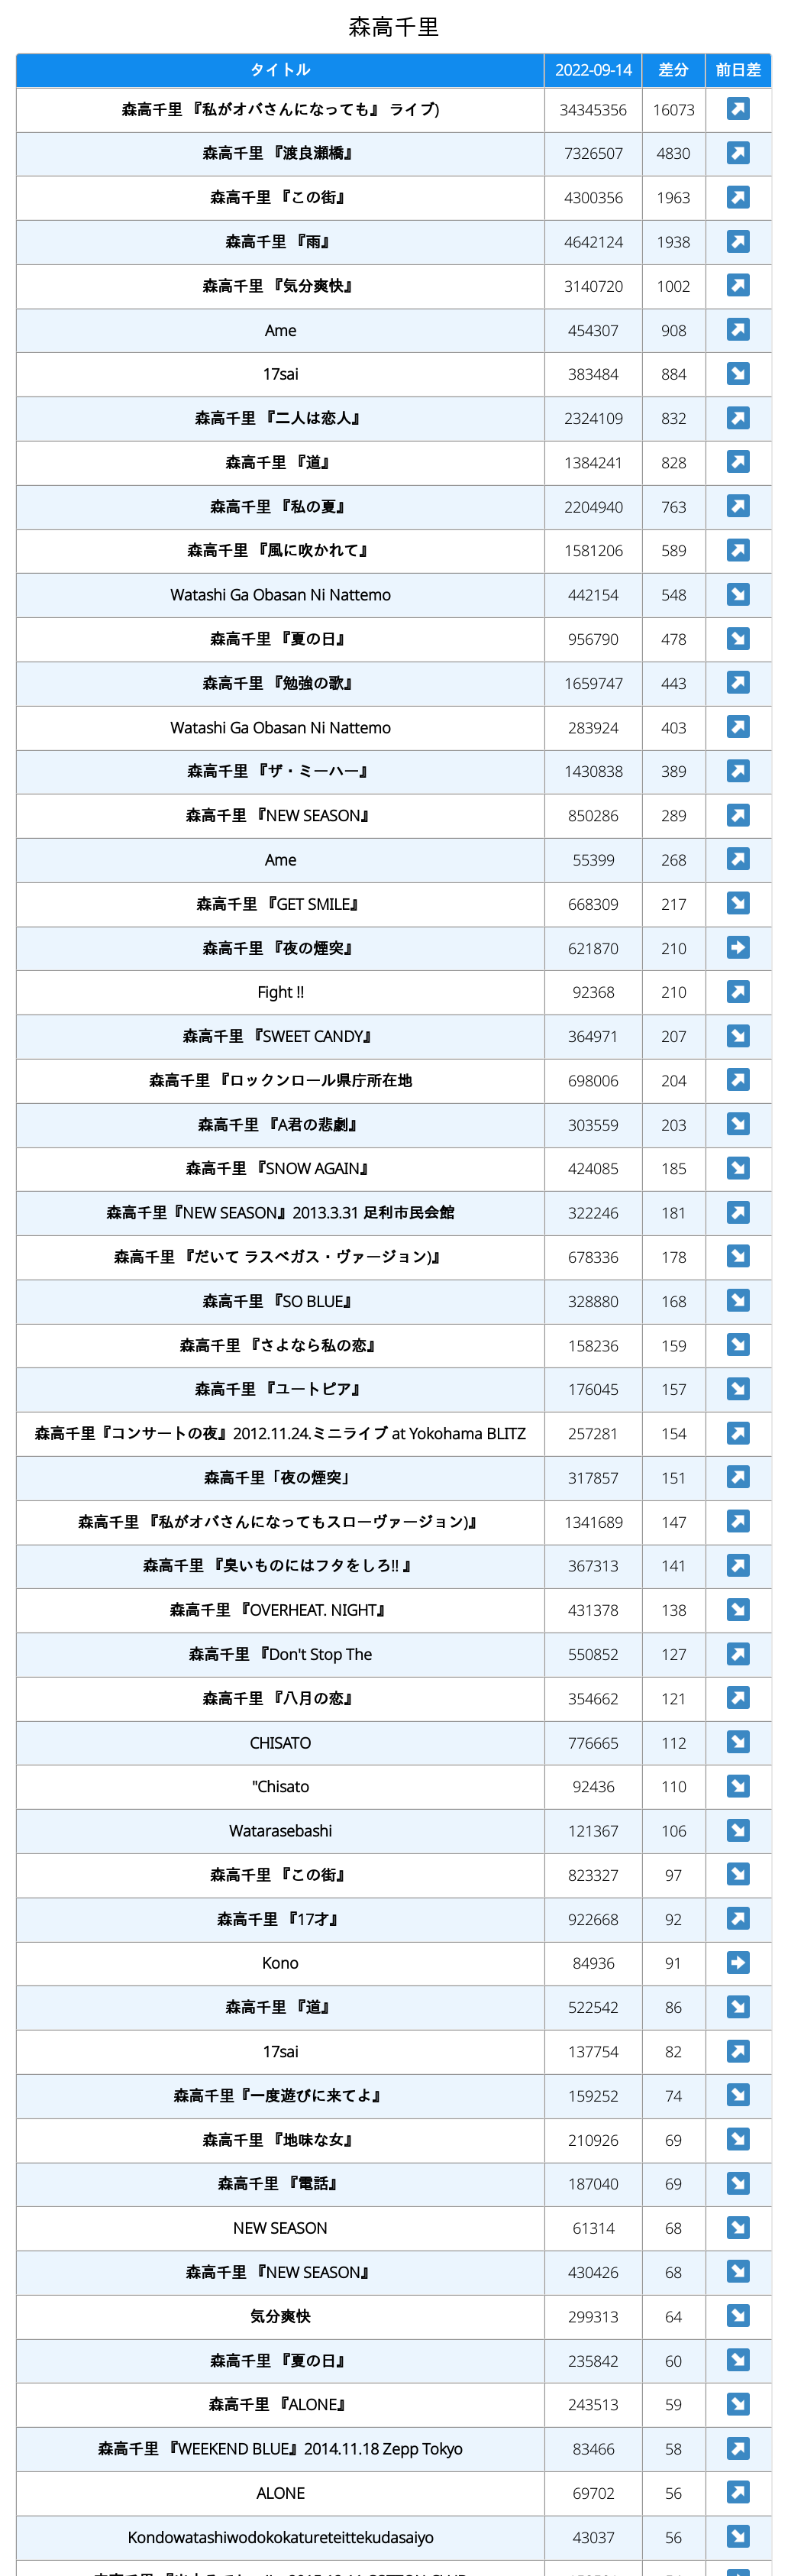 森高千里
タイトル 2022-09-14 差分 前日差
森高千里 『私がオバさんになっても』 ライブ) 34345356 16073
森高千里 『渡良瀬橋』 7326507 4830
森高千里 『この街』 4300356 1963
森高千里 『雨』 4642124 1938
森高千里 『気分爽快』 3140720 1002
Ame 454307 908
17sai 383484 884
森高千里 『二人は恋人』 2324109 832
森高千里 『道』 1384241 828
森高千里 『私の夏』 2204940 763
森高千里 『風に吹かれて』 1581206 589
Watashi Ga Obasan Ni Nattemo 442154 548
森高千里 『夏の日』 956790 478
森高千里 『勉強の歌』 1659747 443
Watashi Ga Obasan Ni Nattemo 283924 403
森高千里 『ザ・ミーハー』 1430838 389
森高千里 『NEW SEASON』 850286 289
Ame 55399 268
森高千里 『GET SMILE』 668309 217
森高千里 『夜の煙突』 621870 210
Fight !! 92368 210
森高千里 『SWEET CANDY』 364971 207
森高千里 『ロックンロール県庁所在地 698006 204
森高千里 『A君の悲劇』 303559 203
森高千里 『SNOW AGAIN』 424085 185
森高千里『NEW SEASON』2013.3.31 足利市民会館 322246 181
森高千里 『だいて ラスベガス・ヴァージョン)』 678336 178
森高千里 『SO BLUE』 328880 168
森高千里 『さよなら私の恋』 158236 159
森高千里 『ユートピア』 176045 157
森高千里『コンサートの夜』2012.11.24.ミニライブ at Yokohama BLITZ 257281 154
森高千里「夜の煙突」 317857 151
森高千里 『私がオバさんになってもスローヴァージョン)』 1341689 147
森高千里 『臭いものにはフタをしろ!! 』 367313 141
森高千里 『OVERHEAT. NIGHT』 431378 138
森高千里 『Don't Stop The 550852 127
森高千里 『八月の恋』 354662 121
CHISATO 776665 112
"Chisato 92436 110
Watarasebashi 121367 106
森高千里 『この街』 823327 97
森高千里 『17才』 922668 92
Kono 84936 91
森高千里 『道』 522542 86
17sai 137754 82
森高千里『一度遊びに来てよ』 159252 74
森高千里 『地味な女』 210926 69
森高千里 『電話』 187040 69
NEW SEASON 61314 68
森高千里 『NEW SEASON』 430426 68
気分爽快 299313 64
森高千里 『夏の日』 235842 60
森高千里 『ALONE』 243513 59
森高千里 『WEEKEND BLUE』2014.11.18 Zepp Tokyo 83466 58
ALONE 69702 56
Kondowatashiwodokokatureteittekudasaiyo 43037 56